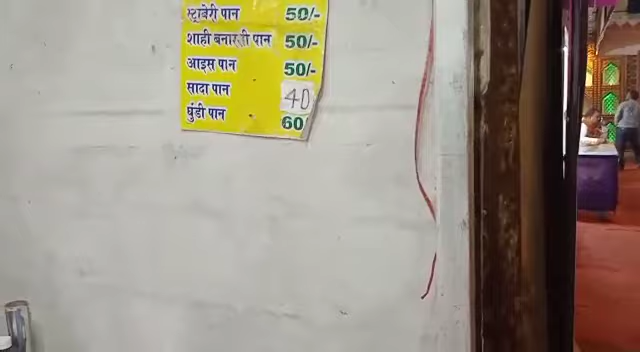 स्ट्रॉबेरी पान 50/-
शाही बनारसी पान 50/-
आइस पान 50/-
सादा पान 40
घुंडी पान 60